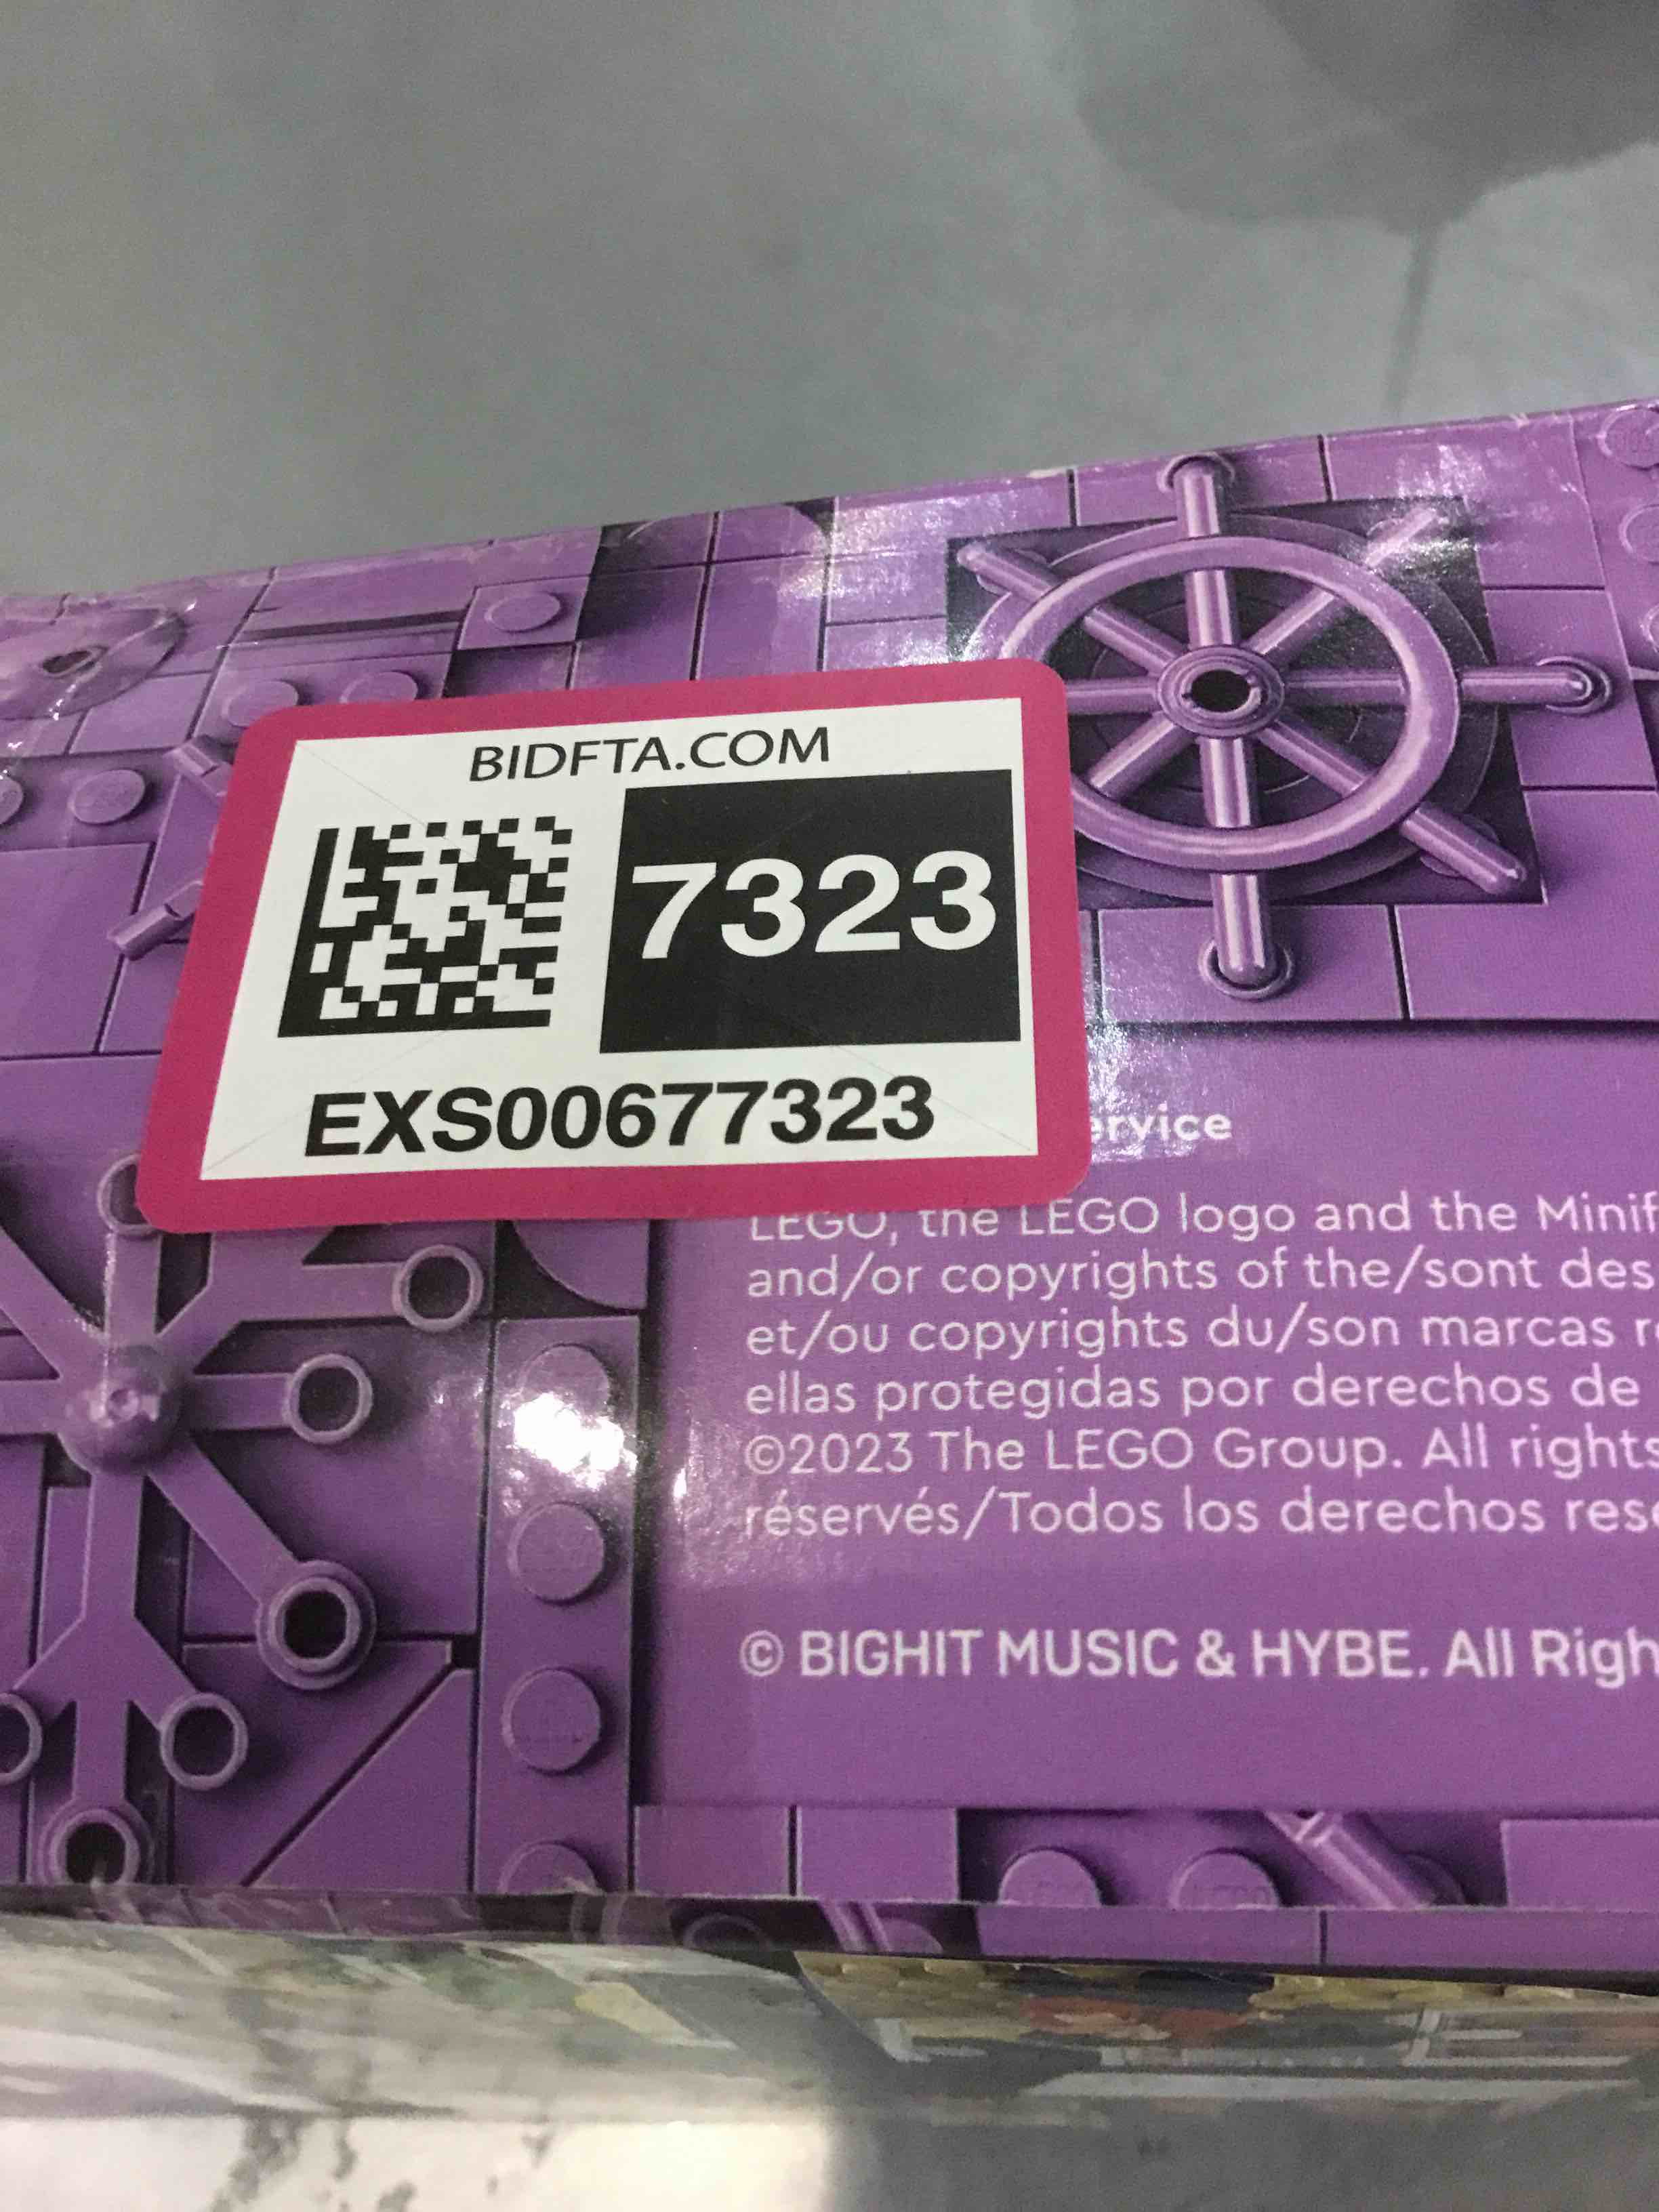 BIDFTA.COM
7323
EXS00677323
ervice
LEGO, the LEGO logo and the Minif
and/or copyrights of the/sont des
et/ou copyrights du/son marcas r
ellas protegidas por derechos de
©2023 The LEGO Group. All rights
réservés/Todos los derechos res
© BIGHIT MUSIC & HYBE. All Righ